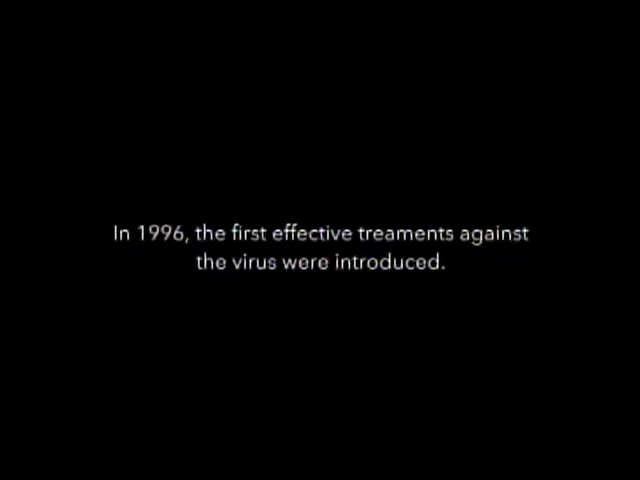 In 1996, the first effective treaments against
the virus were introduced.